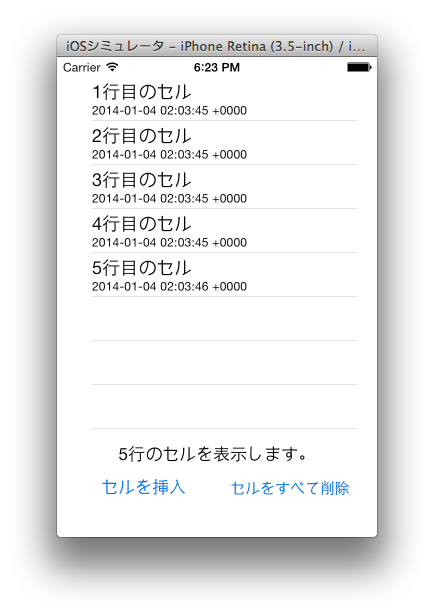 iOSシミュレータ – iPhone Retina (3.5-inch) / i...
Carrier 6:23 PM
1行目のセル
2014-01-04 02:03:45 +0000
2行目のセル
2014-01-04 02:03:45 +0000
3行目のセル
2014-01-04 02:03:45 +0000
4行目のセル
2014-01-04 02:03:45 +0000
5行目のセル
2014-01-04 02:03:46 +0000
5行のセルを表示します。
セルを挿入 セルをすべて削除